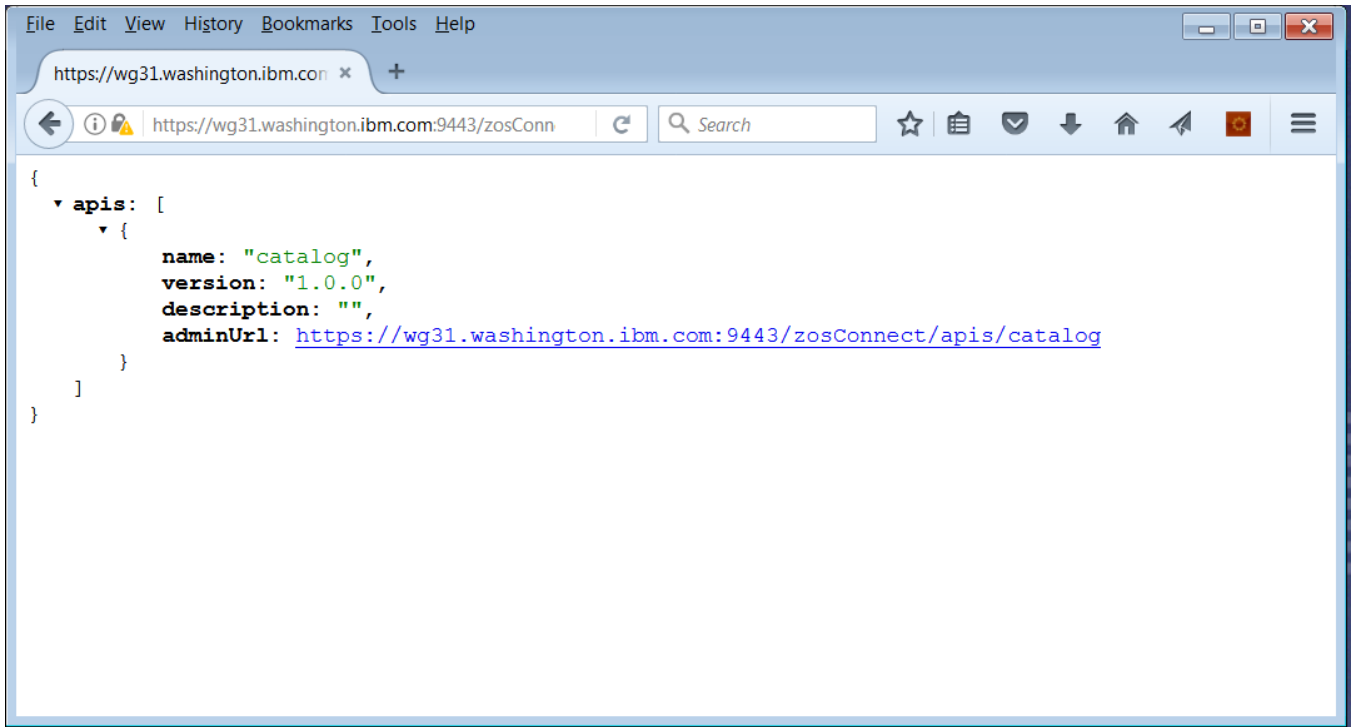 File Edit View History Bookmarks Tools Help
https://wg31.washington.ibm.con
https://wg31.washington.ibm.com:9443/zosConn
Search
{
apis: [
{
name: "catalog",
version: "1.0.0",
description: "",
adminUrl: https://wg31.washington.ibm.com:9443/zosConnect/apis/catalog
}
]
}